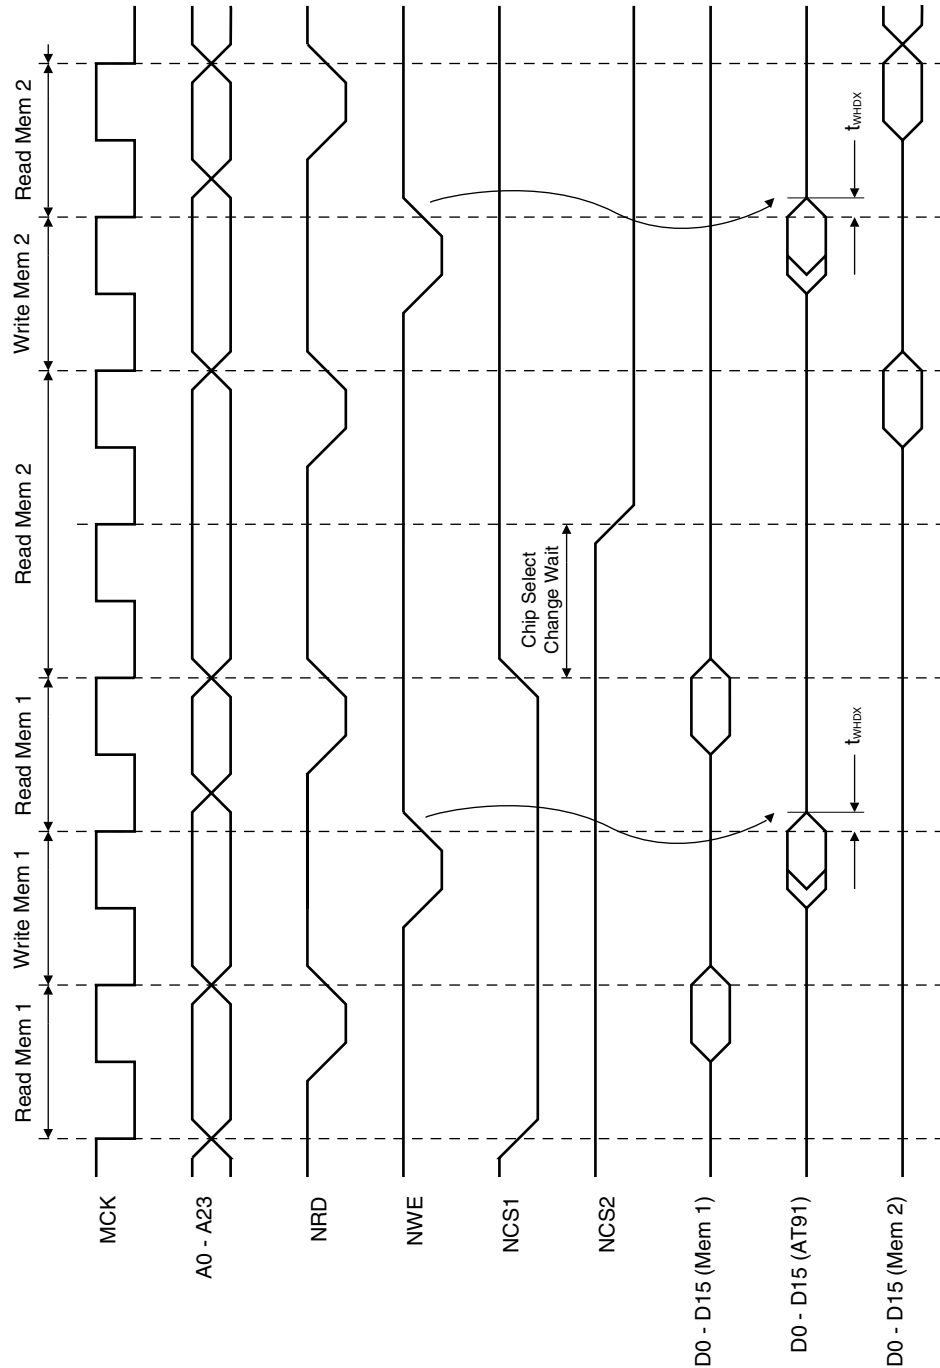 Read Mem 1
Write Mem 1
Read Mem 1
Read Mem 2
Write Mem 2
Read Mem 2
MCK
A0 - A23
NRD
NWE
NCS1
Chip Select
Change Wait
NCS2
D0 - D15 (Mem 1)
D0 - D15 (AT91)
tWHDX
tWHDX
D0 - D15 (Mem 2)